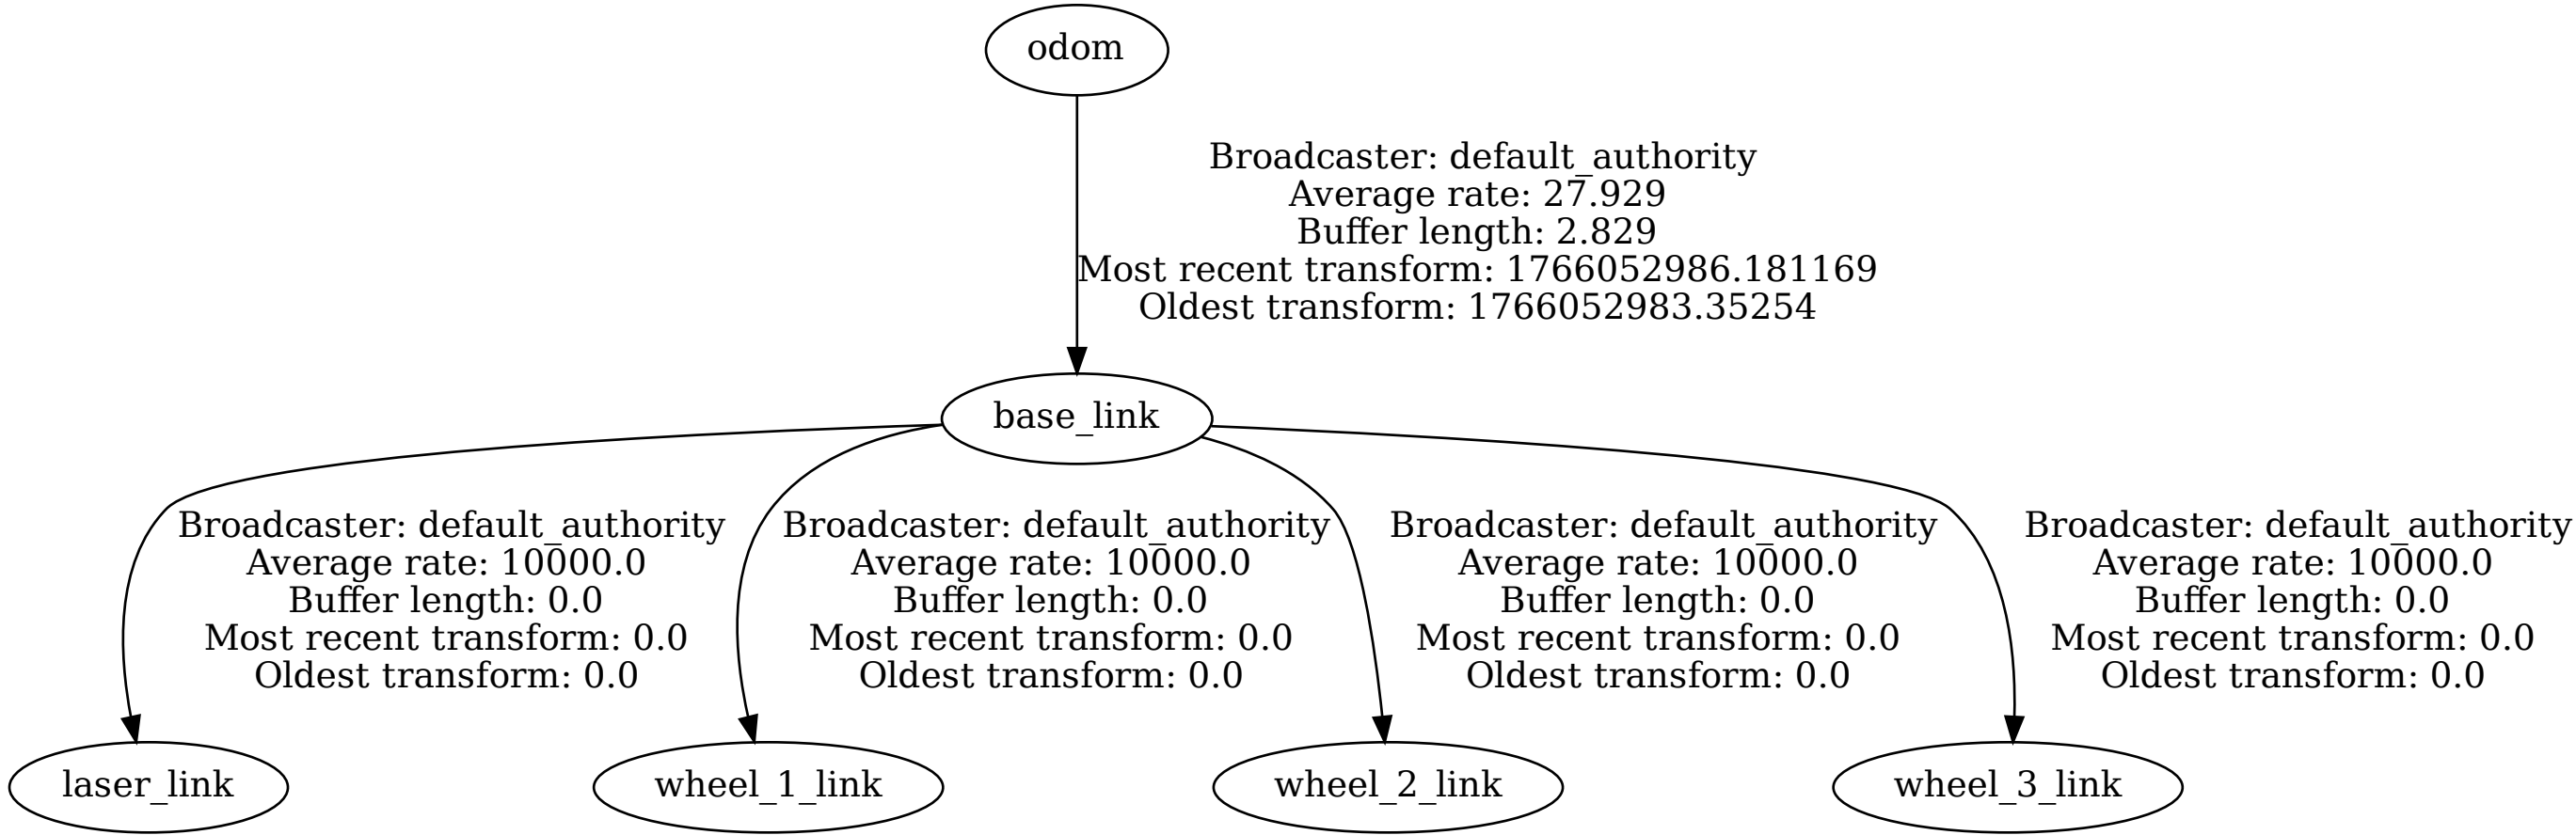 odom
Broadcaster: default_authority
Average rate: 27.929
Buffer length: 2.829
Most recent transform: 1766052986.181169
Oldest transform: 1766052983.35254
base_link
Broadcaster: default_authority
Average rate: 10000.0
Buffer length: 0.0
Most recent transform: 0.0
Oldest transform: 0.0
Broadcaster: default_authority
Average rate: 10000.0
Buffer length: 0.0
Most recent transform: 0.0
Oldest transform: 0.0
Broadcaster: default_authority
Average rate: 10000.0
Buffer length: 0.0
Most recent transform: 0.0
Oldest transform: 0.0
Broadcaster: default_authority
Average rate: 10000.0
Buffer length: 0.0
Most recent transform: 0.0
Oldest transform: 0.0
laser_link
wheel_1_link
wheel_2_link
wheel_3_link